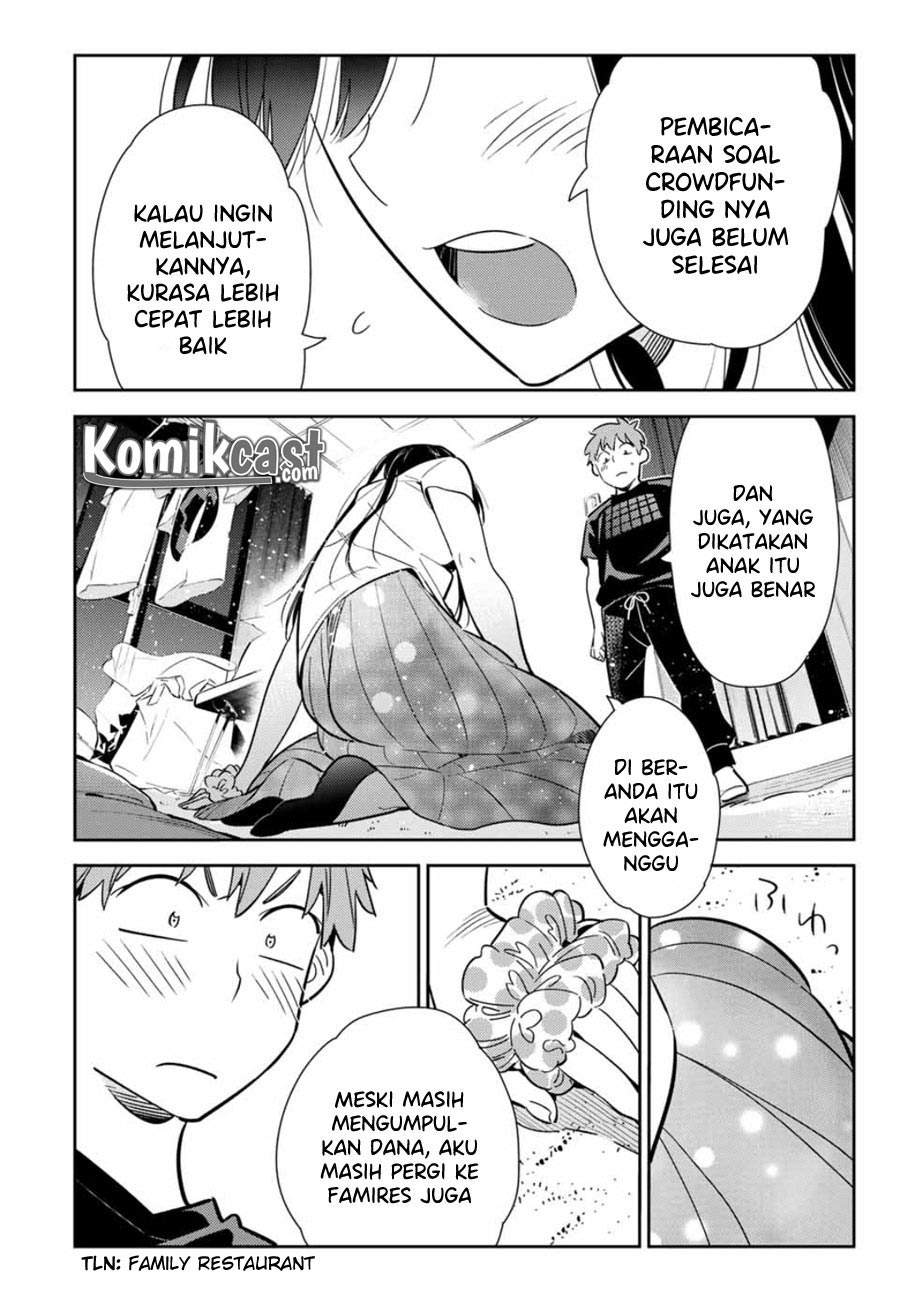 PEMBICA-
RAAN SOAL
CROWDFUN-
DING NYA
JUGA BELUM
SELESAI
KALAU INGIN
MELANJUT-
KANNYA,
KURASA LEBIH
CEPAT LEBIH
BAIK
Komikcast
.com
DAN
JUGA, YANG
DIKATAKAN
ANAK ITU
JUGA BENAR
DI BER-
ANDA ITU
AKAN
MENGGA-
NGGU
ふわっ
MESKI MASIH
MENGUMPUL-
KAN DANA, AKU
MASIH PERGI KE
FAMIRES JUGA
TLN: FAMILY RESTAURANT